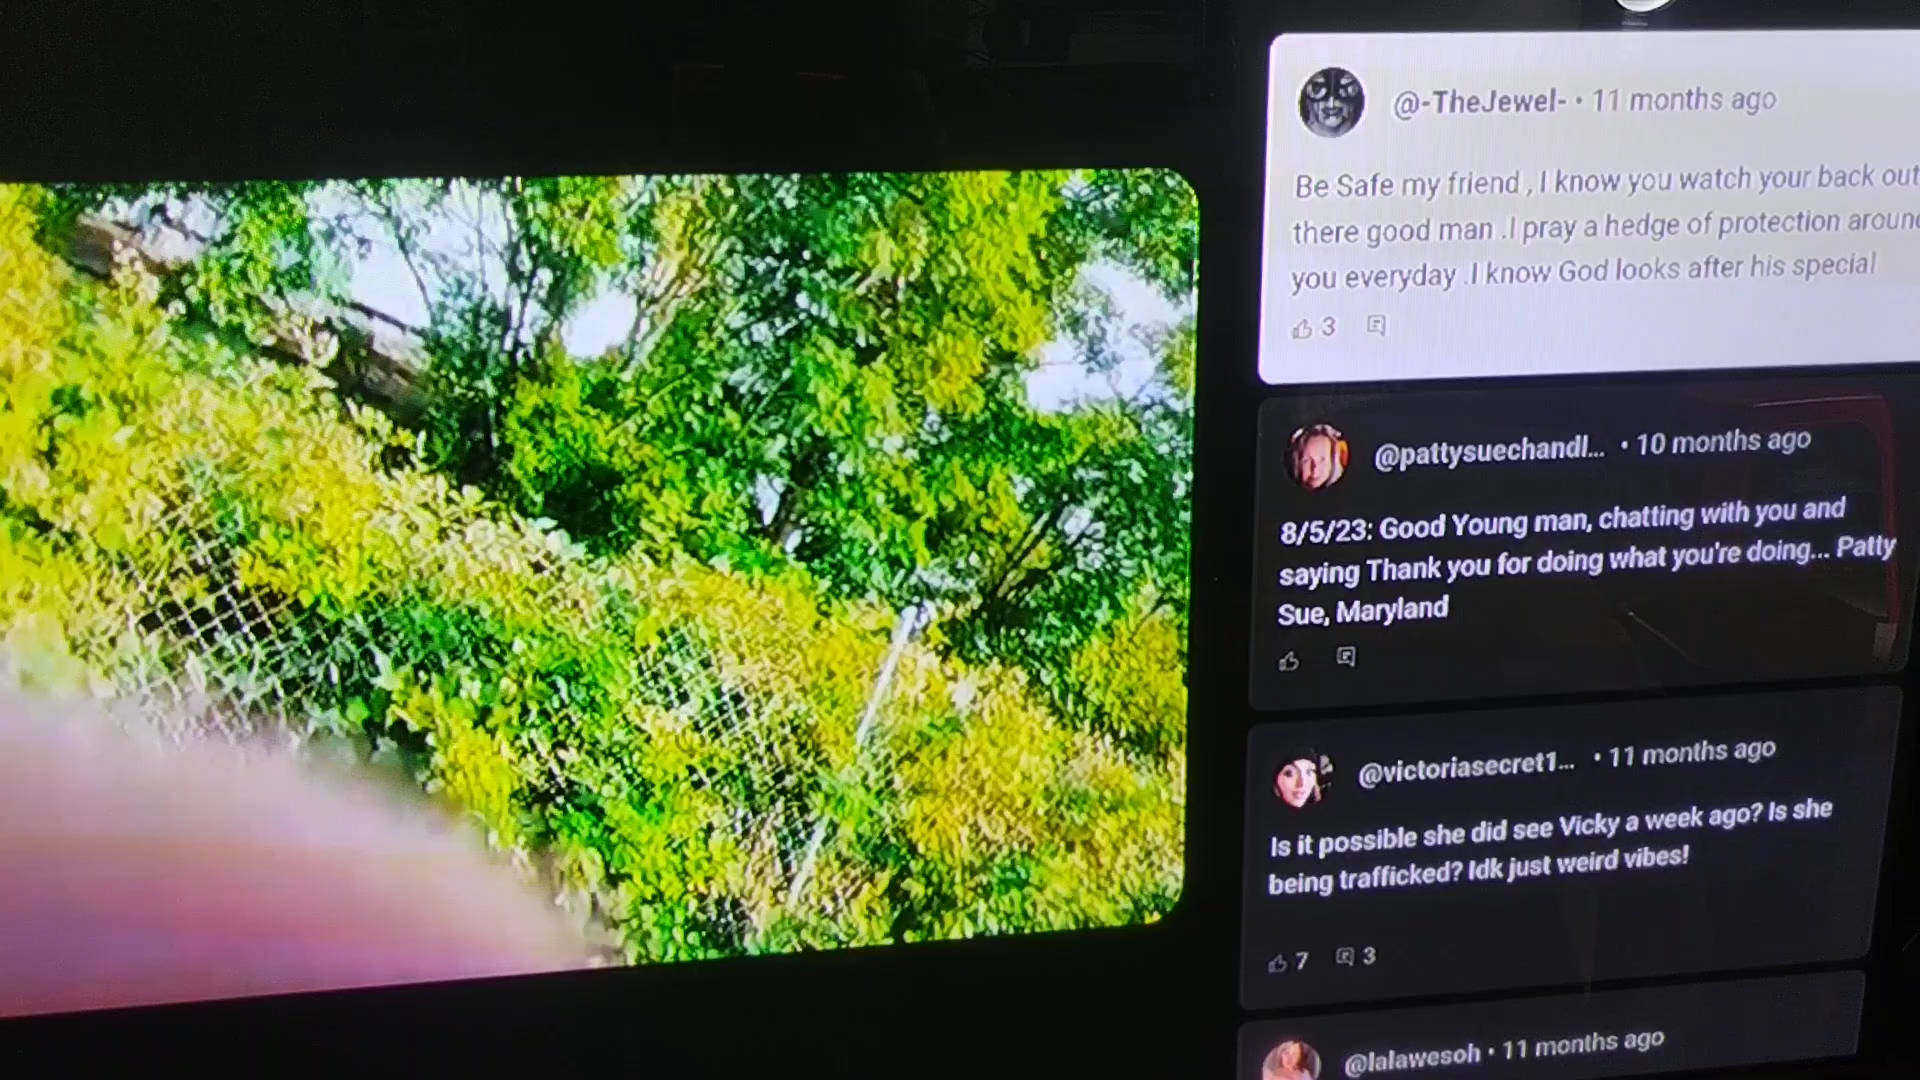 @-TheJewel- • 11 months ago
Be Safe my friend , I know you watch your back out
there good man .I pray a hedge of protection
you everyday .I know God looks after his special
3
@pattysuechandl... • 10 months ago
8/5/23: Good Young man, chatting with you and
saying Thank you for doing what you're doing... Patty
Sue, Maryland
@victoriasecret1... • 11 months ago
Is it possible she did see Vicky a week ago? Is she
being trafficked? Idk just weird vibes!
7 3
@lalawesoh • 11 months ago